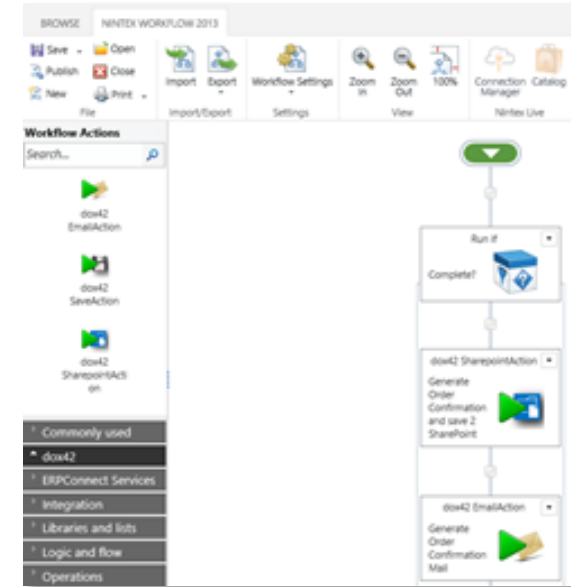 BROWSE NINTEX WORKFLOW 2013
Save Open
Publish Close
New Print
Import Export Workflow Settings Zoom In Zoom Out 100% Connection Manager Catalog
File Import/Export Settings View Nintex Live
Workflow Actions
Search...
dox42
EmailAction
dox42
SaveAction
dox42
SharepointActi
on
Commonly used
dox42
ERPConnect Services
Integration
Libraries and lists
Logic and flow
Operations
Run if
Complete?
dox42 SharepointAction
Generate
Order
Confirmation
and save 2
SharePoint
dox42 EmailAction
Generate
Order
Confirmation
Mail